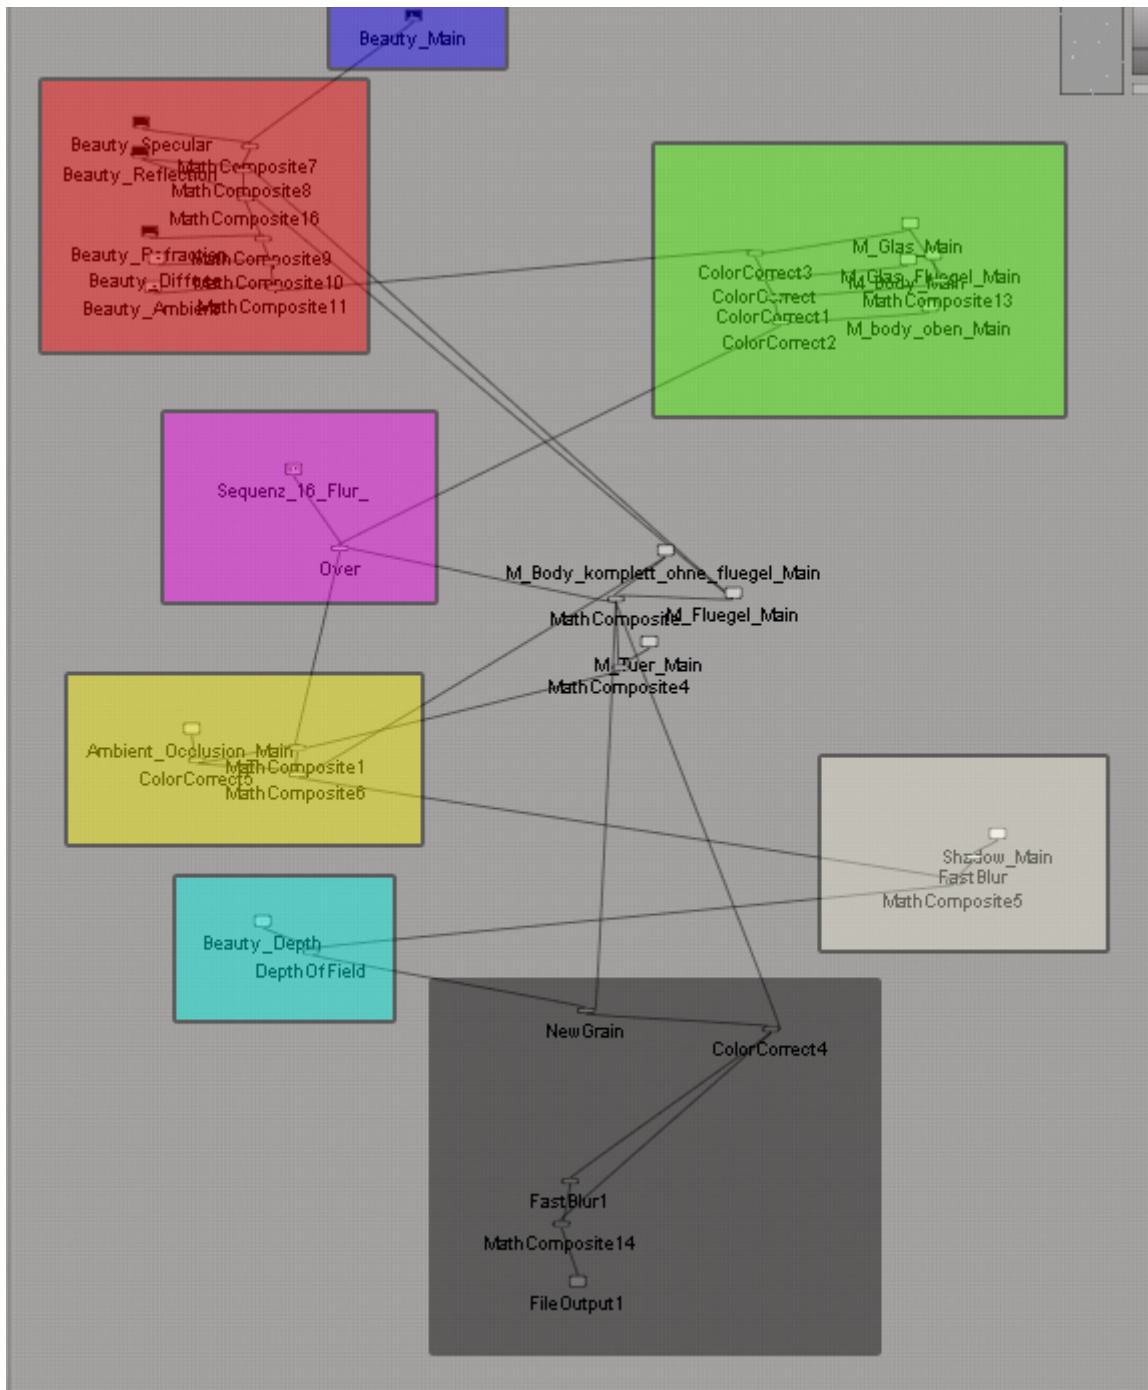 Beauty_Main
Beauty_Specular
MathComposite7
Beauty_Reflection
MathComposite8
MathComposite16
Beauty_Refraction
MathComposite9
Beauty_Diffuse
MathComposite10
Beauty_Ambient
MathComposite11
M_Glas_Main
ColorCorrect3
M_Glas_Fluegel_Main
M_Body_Main
ColorCorrect
MathComposite13
ColorCorrect1
M_body_oben_Main
ColorCorrect2
Sequenz_16_Flur_
Over
M_Body_komplett_ohne_fluegel_Main
MathComposite
M_Fluegel_Main
M_Tuer_Main
MathComposite4
Ambient_Occlusion_Main
MathComposite1
ColorCorrect5
MathComposite6
Shadow_Main
FastBlur
MathComposite5
Beauty_Depth
DepthOfField
NewGrain
ColorCorrect4
FastBlur1
MathComposite14
FileOutput1